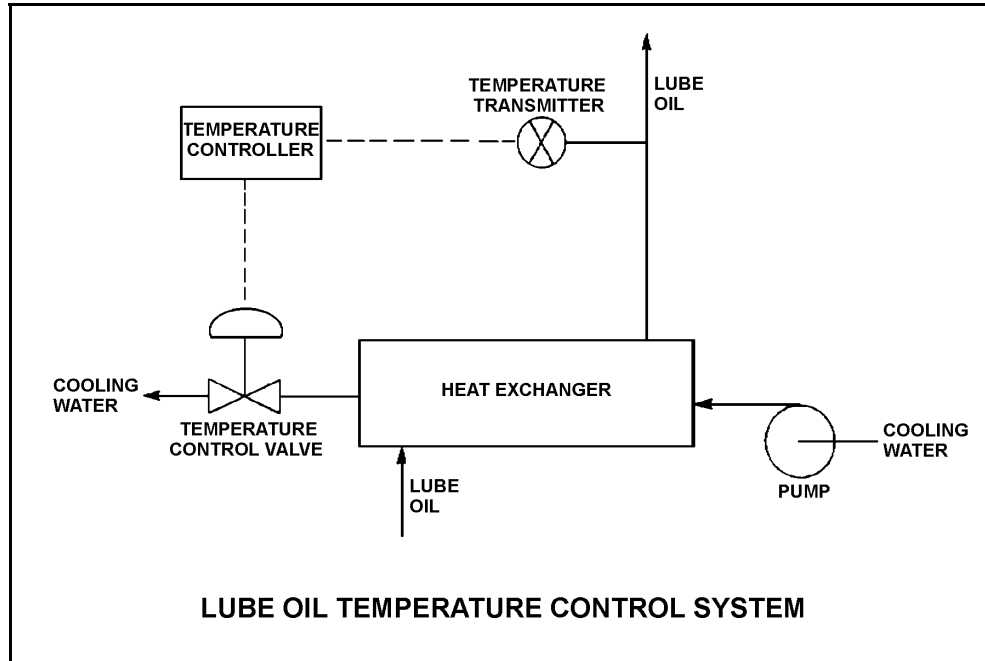 TEMPERATURE
TRANSMITTER
LUBE
OIL
TEMPERATURE
CONTROLLER
HEAT EXCHANGER
COOLING
WATER
TEMPERATURE
CONTROL VALVE
COOLING
WATER
PUMP
LUBE
OIL
LUBE OIL TEMPERATURE CONTROL SYSTEM